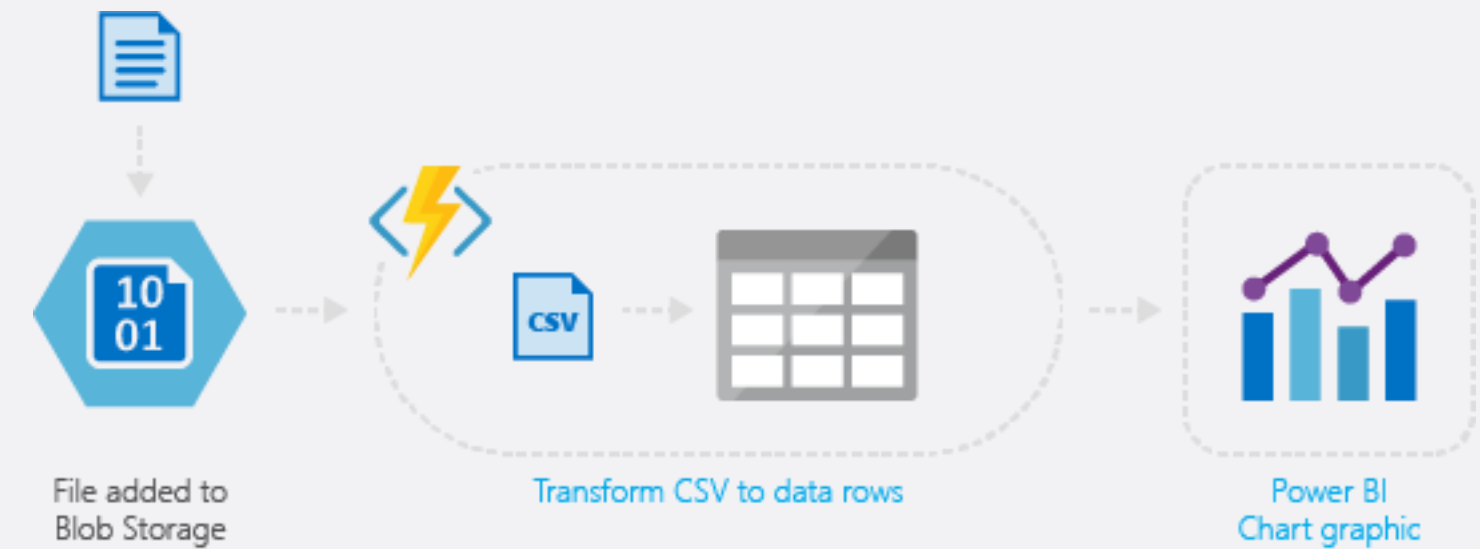 10
01
CSV
File added to
Blob Storage
Transform CSV to data rows
Power BI
Chart graphic